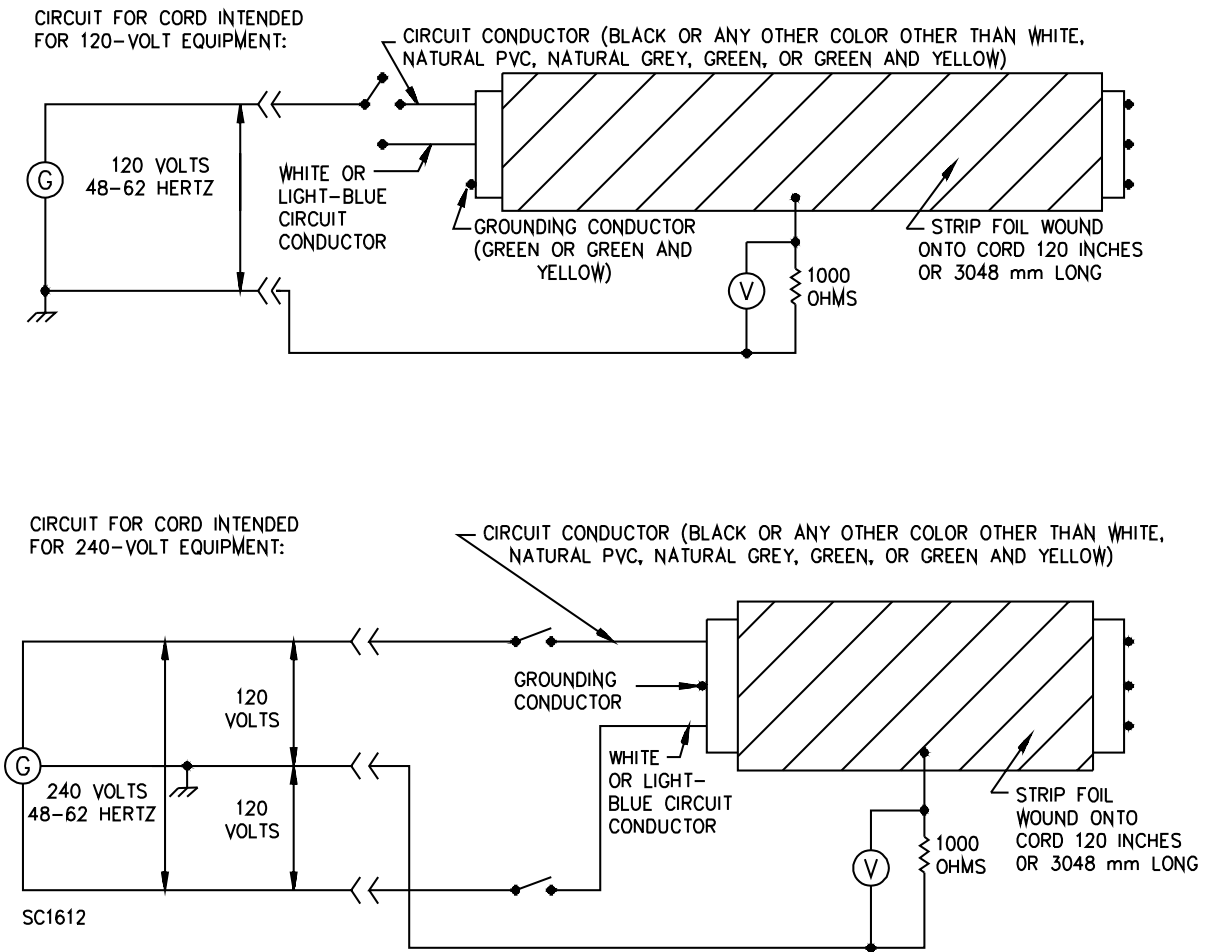 CIRCUIT FOR CORD INTENDED
FOR 120-VOLT EQUIPMENT:
CIRCUIT CONDUCTOR (BLACK OR ANY OTHER COLOR OTHER THAN WHITE,
NATURAL PVC, NATURAL GREY, GREEN, OR GREEN AND YELLOW)
G
120 VOLTS
48-62 HERTZ
WHITE OR
LIGHT-BLUE
CIRCUIT
CONDUCTOR
GROUNDING CONDUCTOR
(GREEN OR GREEN AND
YELLOW)
STRIP FOIL WOUND
ONTO CORD 120 INCHES
OR 3048 mm LONG
V
1000
OHMS
CIRCUIT FOR CORD INTENDED
FOR 240-VOLT EQUIPMENT:
CIRCUIT CONDUCTOR (BLACK OR ANY OTHER COLOR OTHER THAN WHITE,
NATURAL PVC, NATURAL GREY, GREEN, OR GREEN AND YELLOW)
120
VOLTS
GROUNDING
CONDUCTOR
G
240 VOLTS
48-62 HERTZ
120
VOLTS
WHITE
OR LIGHT-
BLUE CIRCUIT
CONDUCTOR
STRIP FOIL
WOUND ONTO
CORD 120 INCHES
OR 3048 mm LONG
V
1000
OHMS
SC1612